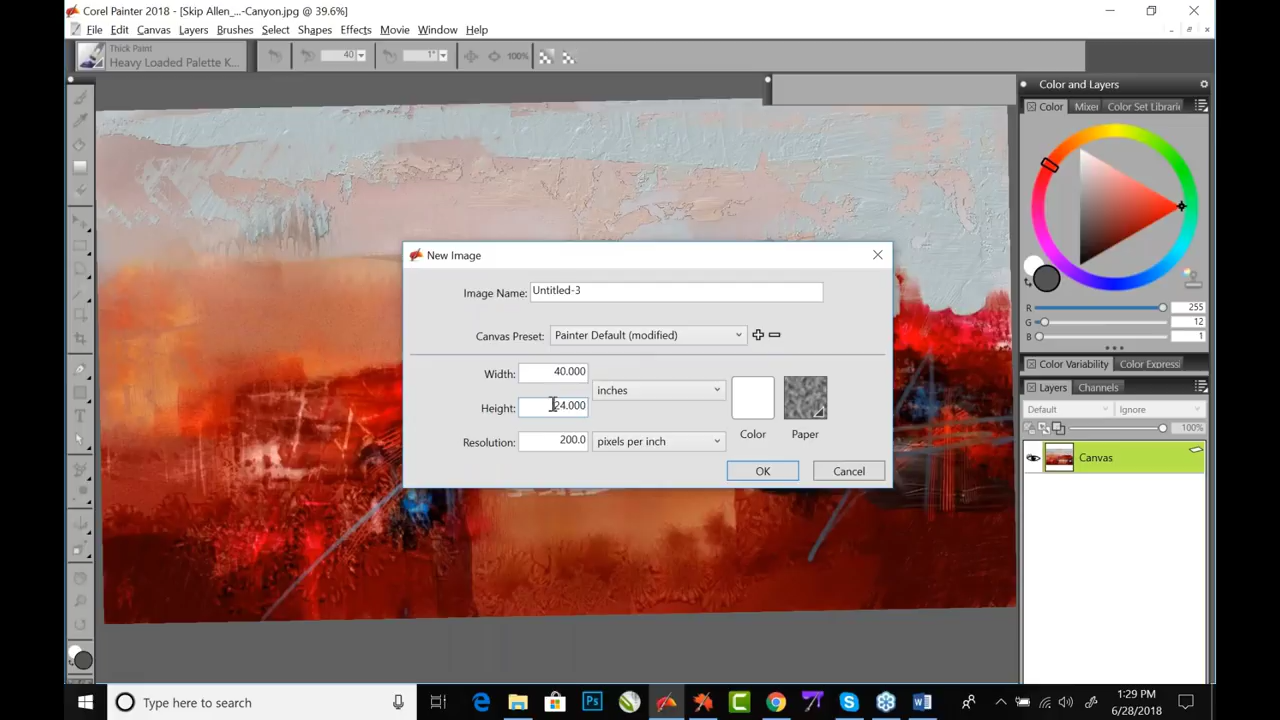 Corel Painter 2018 - [Skip Allen_...-Canyon.jpg @ 39.6%]
File Edit Canvas Layers Brushes Select Shapes Effects Movie Window Help
Thick Paint
Heavy Loaded Palette K...
40
1°
100%
Color and Layers
Color Mixer Color Set Librari
R 255
G 12
B 1
Color Variability Color Expressi
Layers Channels
Default Ignore
100%
Canvas
New Image
Image Name: Untitled-3
Canvas Preset: Painter Default (modified)
Width: 40.000
inches
Height: 24.000
Resolution: 200.0 pixels per inch
Color Paper
OK Cancel
Type here to search
1:29 PM
6/28/2018